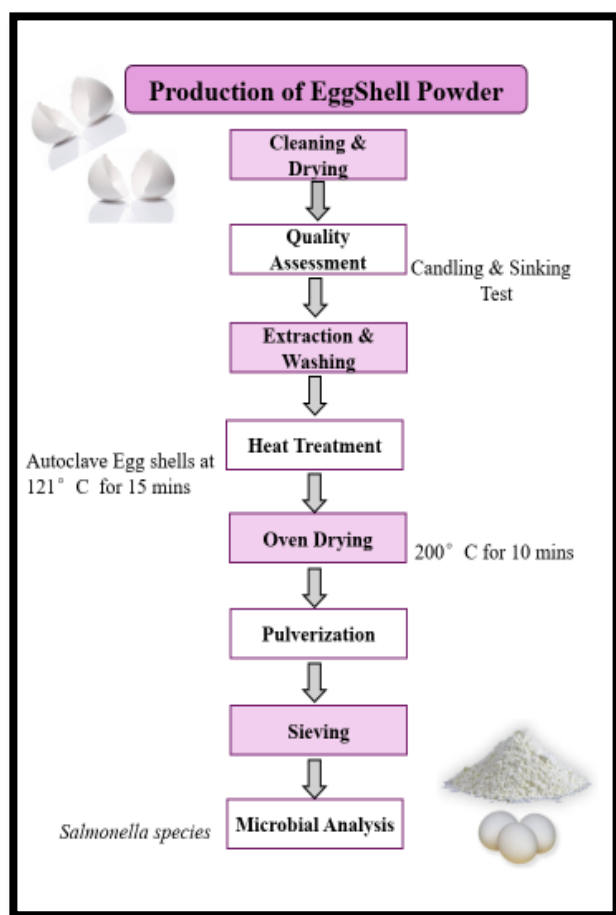 Production of EggShell Powder
Cleaning &
Drying
Quality
Assessment
Candling & Sinking
Test
Extraction &
Washing
Heat Treatment
Autoclave Egg shells at
121° C for 15 mins
Oven Drying
200° C for 10 mins
Pulverization
Sieving
Microbial Analysis
Salmonella species